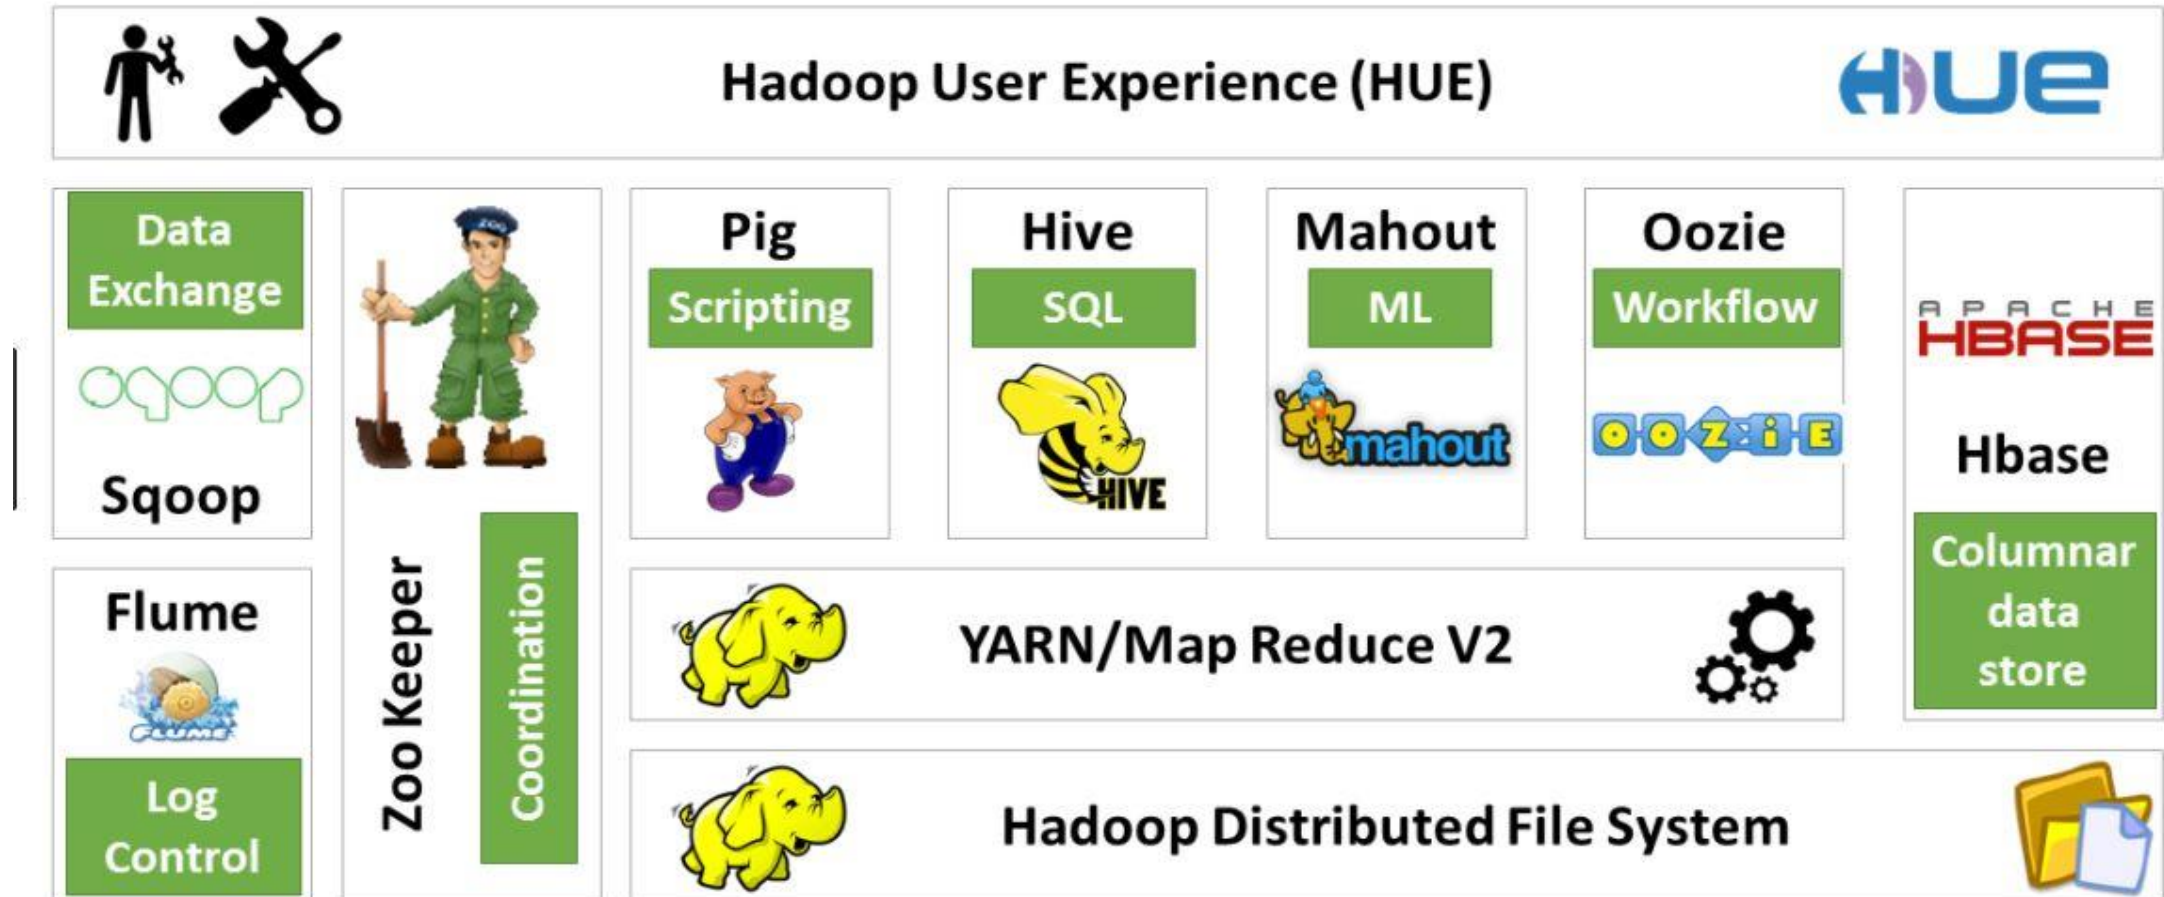 Hadoop User Experience (HUE)
HUE
Data
Exchange
sqoop
Sqoop
ZOO
Zoo Keeper
Coordination
Pig
Scripting
Hive
SQL
HIVE
Mahout
ML
mahout
Oozie
Workflow
OOZiE
APACHE
HBASE
Hbase
Columnar
data
store
Flume
FLUME
Log
Control
YARN/Map Reduce V2
Hadoop Distributed File System